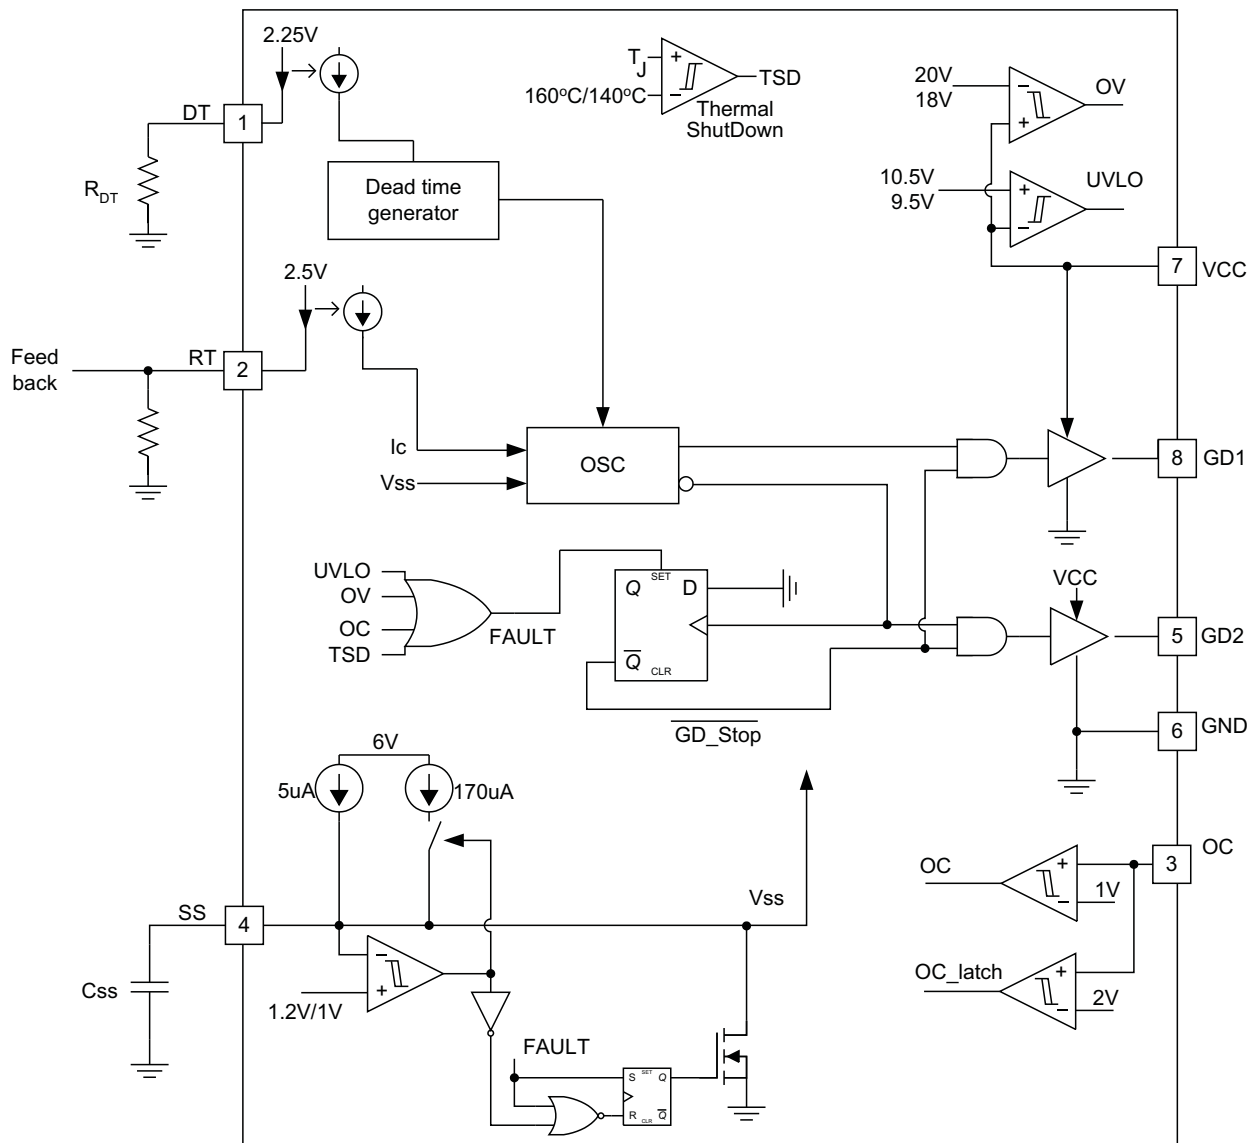 2.25V
DT
1
R_DT
Dead time
generator
T_J
+
−
160°C/140°C
TSD
Thermal
ShutDown
20V
18V
−
+
OV
10.5V
9.5V
+
−
UVLO
7
VCC
2.5V
Feed
back
RT
2
Ic
Vss
OSC
8
GD1
UVLO
OV
OC
TSD
FAULT
SET
Q
D
Q̅
CLR
GD_Stop
VCC
5
GD2
6
GND
6V
5uA
170uA
OC
3
OC
+
1V
−
SS
4
Vss
Css
−
+
1.2V/1V
OC_latch
+
2V
−
FAULT
SET
S
Q
R
Q̅
CLR